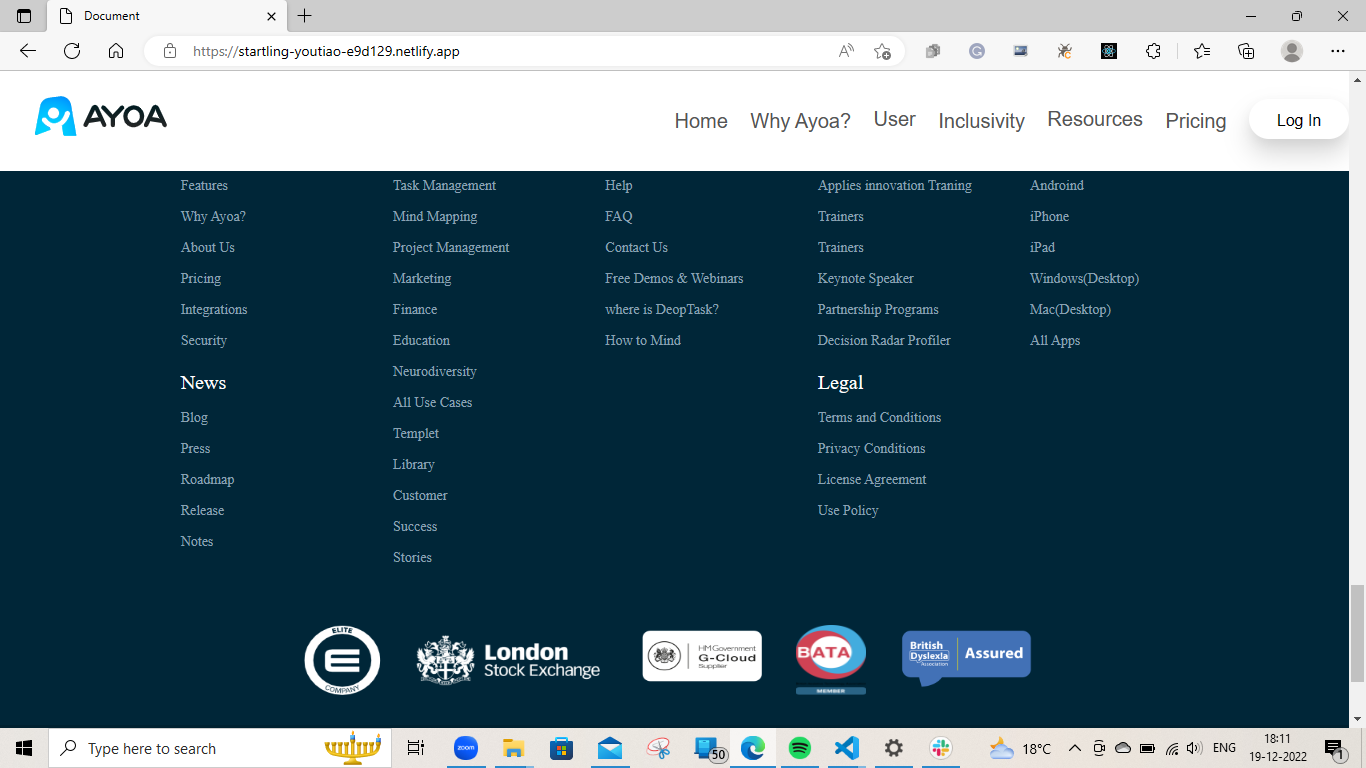 Document
https://startling-youtiao-e9d129.netlify.app
AYOA
Home Why Ayoa? User Inclusivity Resources Pricing Log In
Features Task Management Help Applies innovation Traning Androind
Why Ayoa? Mind Mapping FAQ Trainers iPhone
About Us Project Management Contact Us Trainers iPad
Pricing Marketing Free Demos & Webinars Keynote Speaker Windows(Desktop)
Integrations Finance where is DeopTask? Partnership Programs Mac(Desktop)
Security Education How to Mind Decision Radar Profiler All Apps
Neurodiversity
News Legal
All Use Cases
Blog Terms and Conditions
Templet
Press Privacy Conditions
Library
Roadmap License Agreement
Customer
Release Use Policy
Success
Notes
Stories
ELITE
COMPANY
London
Stock Exchange
HM Government
G-Cloud
Supplier
BATA
MEMBER
British
Dyslexia
Association
Assured
Type here to search
zoom
50
18°C
ENG
18:11
19-12-2022
1